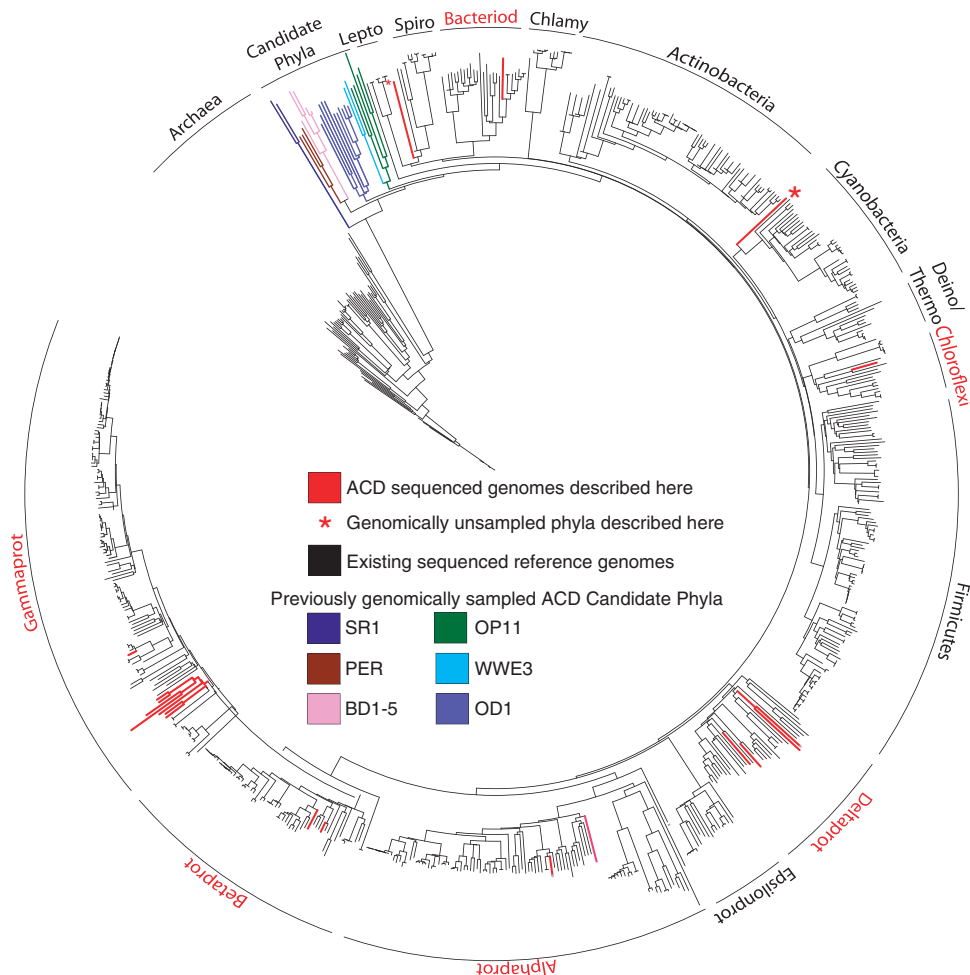 Archaea
Candidate
Phyla
Lepto
Spiro
Bacteriod
Chlamy
Actinobacteria
Cyanobacteria
Deino/
Thermo
Chloroflexi
Firmicutes
Deltaprot
Epsilonprot
Alphaprot
Betaprot
Gammaprot
*
*
ACD sequenced genomes described here
* Genomically unsampled phyla described here
Existing sequenced reference genomes
Previously genomically sampled ACD Candidate Phyla
SR1
OP11
PER
WWE3
BD1-5
OD1